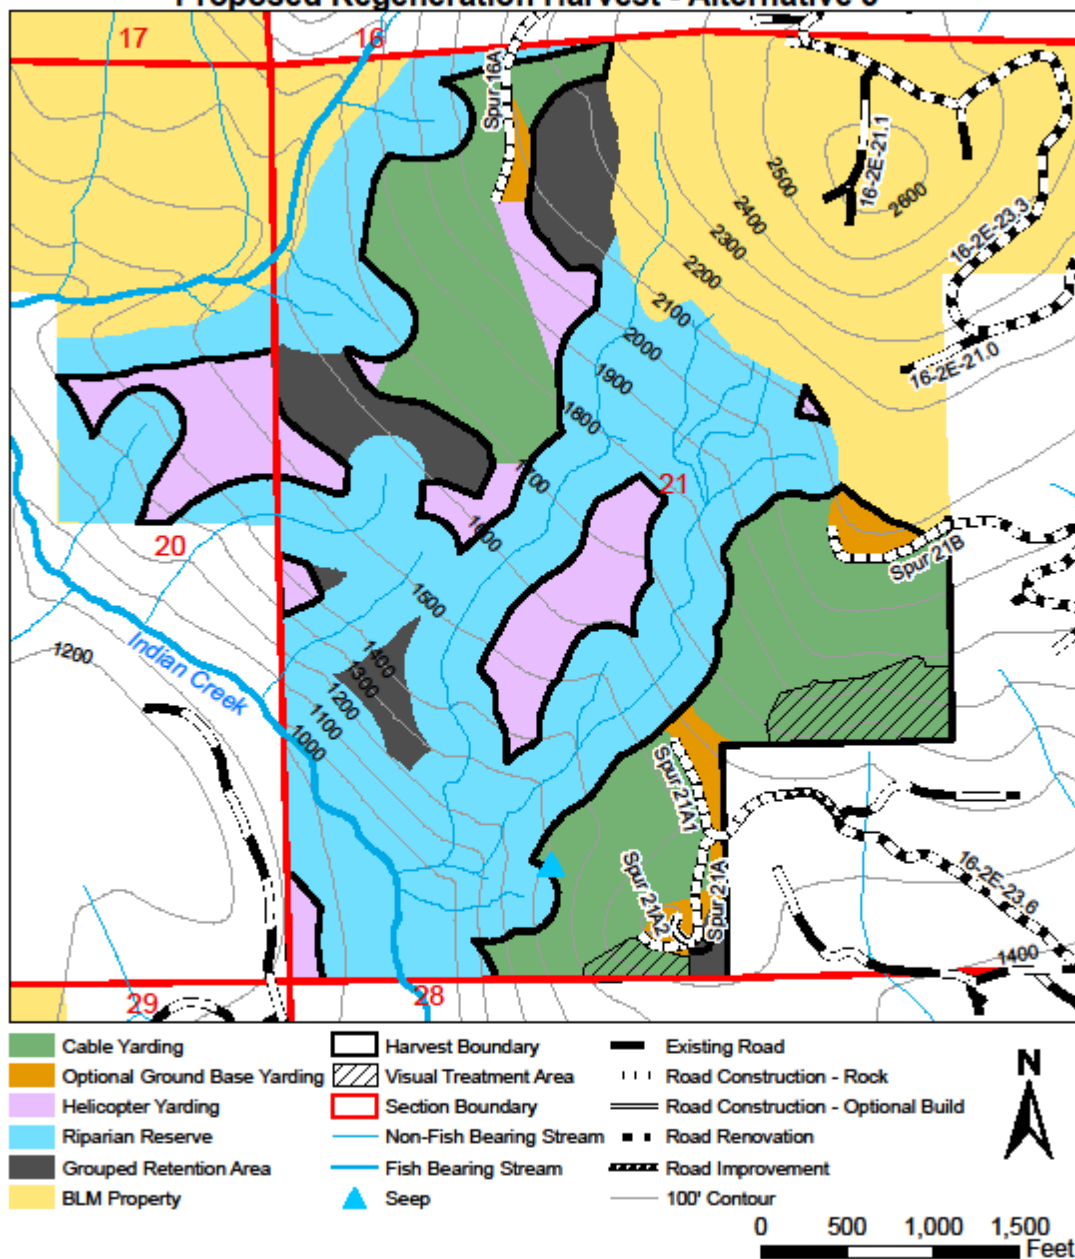 Proposed Regeneration Harvest - Alternative
17
16
Spur 16A
16-2E-21.1
2500
2600
2400
2300
16-2E-23.3
2200
2100
2000
16-2E-21.0
1900
1800
21
1700
1600
20
Spur 21B
1500
1400
1300
1200
1200
Indian Creek
1100
1000
Spur 21A1
Spur 21A2
Spur 21A
16-2E-23.6
1400
29
28
Cable Yarding
Optional Ground Base Yarding
Helicopter Yarding
Riparian Reserve
Grouped Retention Area
BLM Property
Harvest Boundary
Visual Treatment Area
Section Boundary
Non-Fish Bearing Stream
Fish Bearing Stream
Seep
Existing Road
Road Construction - Rock
Road Construction - Optional Build
Road Renovation
Road Improvement
100' Contour
N
0 500 1,000 1,500
Feet